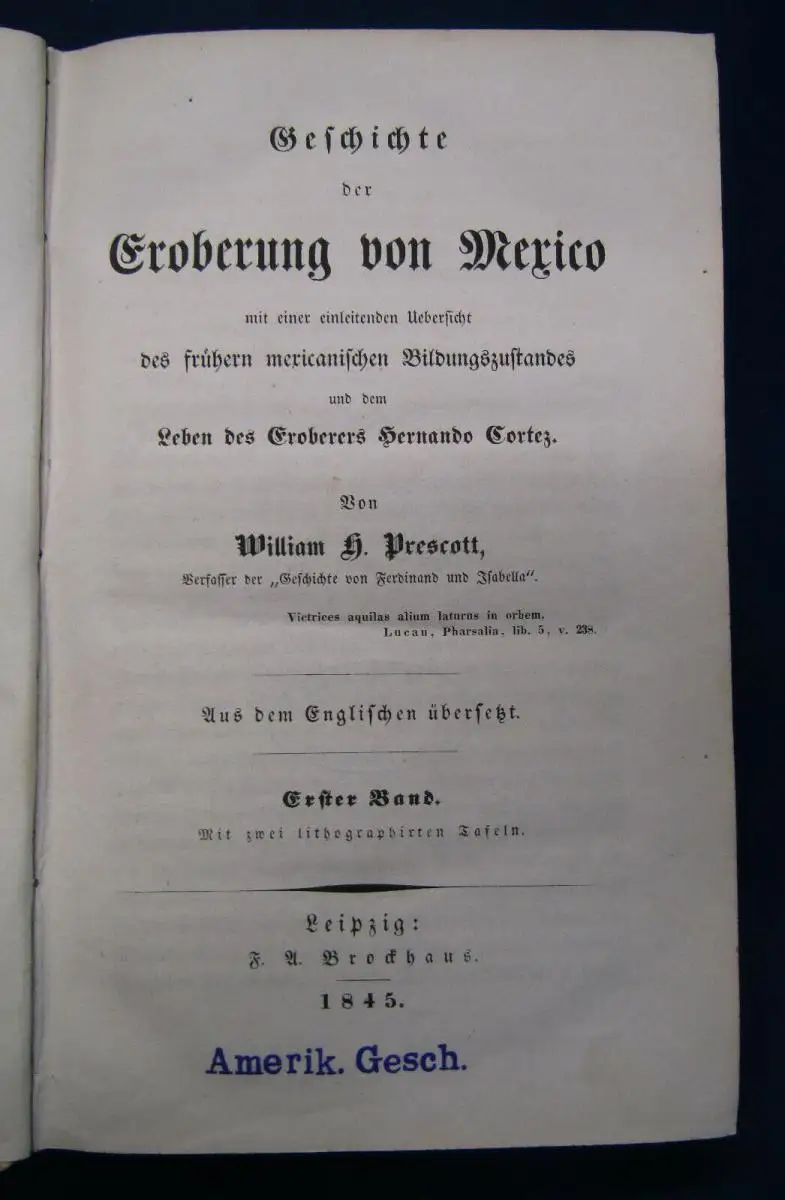 Geschichte
der
Eroberung von Mexico
mit einer einleitenden Uebersicht
des frühern mexicanischen Bildungszustandes
und dem
Leben des Eroberers Hernando Cortez.
Von
William H. Prescott,
Verfasser der „Geschichte von Ferdinand und Isabella“.
Victrices aquilas alium laturus in orbem.
Lucan, Pharsalia, lib. 5, v. 238.
Aus dem Englischen übersetzt.
Erster Band.
Mit zwei lithographirten Tafeln.
Leipzig:
F. A. Brockhaus.
1845.
Amerik. Gesch.